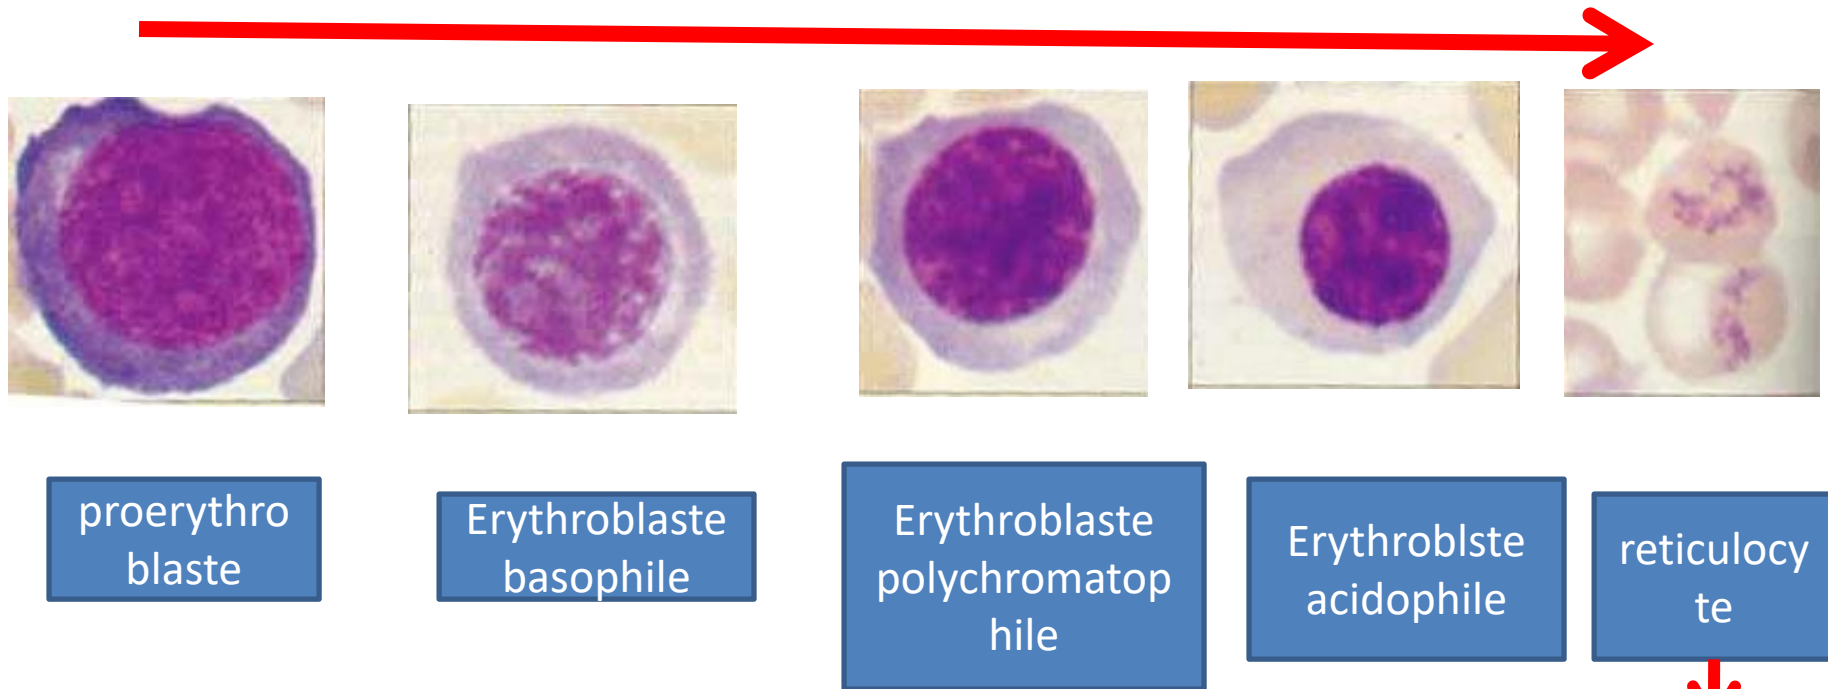 proerythro
blaste
Erythroblaste
basophile
Erythroblaste
polychromatop
hile
Erythroblste
acidophile
reticulocy
te